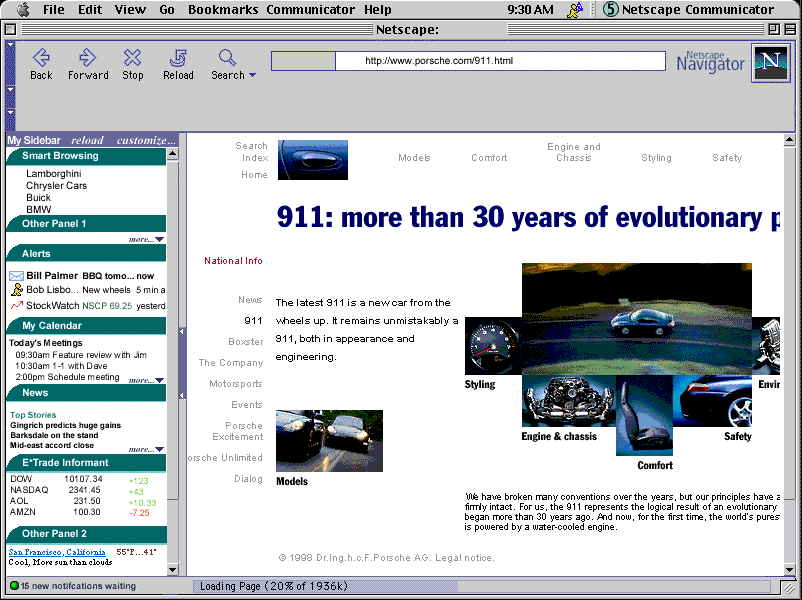 File Edit View Go Bookmarks Communicator Help 9:30 AM Netscape Communicator
Netscape:
Back Forward Stop Reload Search
http://www.porsche.com/911.html
Netscape
Navigator
N
My Sidebar reload customize...
Smart Browsing
Lamborghini
Chrysler Cars
Buick
BMW
Other Panel 1
more...
Alerts
Bill Palmer BBQ tomo... now
Bob Lisbo... New wheels 5 min a
StockWatch NSCP 69.25 yesterd
My Calendar
Today's Meetings
09:30am Feature review with Jim
10:30am 1-1 with Dave
2:00pm Schedule meeting
more...
News
Top Stories
Gingrich predicts huge gains
Barksdale on the stand
Mid-east accord close
more...
E*Trade Informant
DOW 10107.34 +123
NASDAQ 2341.45 +43
AOL 231.50 +10.33
AMZN 100.30 -7.25
Other Panel 2
San Francisco, California 55°F...41°
Cool, More sun than clouds
15 new notifcations waiting
Search
Index
Home
Models
Comfort
Engine and
Chassis
Styling
Safety
911: more than 30 years of evolutionary p
National Info
News
911
Boxster
The Company
Motorsports
Events
Porsche
Excitement
orsche Unlimited
Dialog
The latest 911 is a new car from the
wheels up. It remains unmistakably a
911, both in appearance and
engineering.
Models
Styling
Engine & chassis
Comfort
Safety
Envir
We have broken many conventions over the years, but our principles have a
firmly intact. For us, the 911 represents the logical result of an evolutionary
began more than 30 years ago. And now, for the first time, the world's pures
is powered by a water-cooled engine.
© 1998 Dr.Ing.h.c.F.Porsche AG. Legal notice.
Loading Page (20% of 1936k)